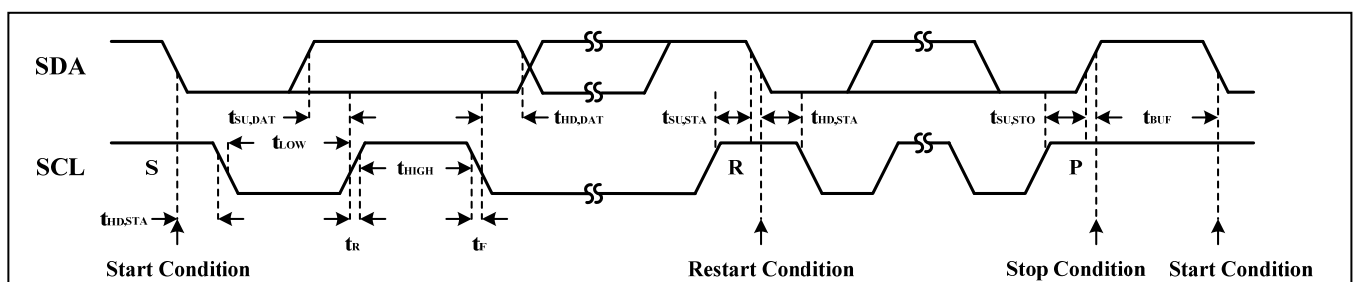 SDA
tSU,DAT tHD,DAT tSU,STA tHD,STA tSU,STO tBUF
tLOW
SCL S tHIGH R P
tHD,STA
tR tF
Start Condition Restart Condition Stop Condition Start Condition